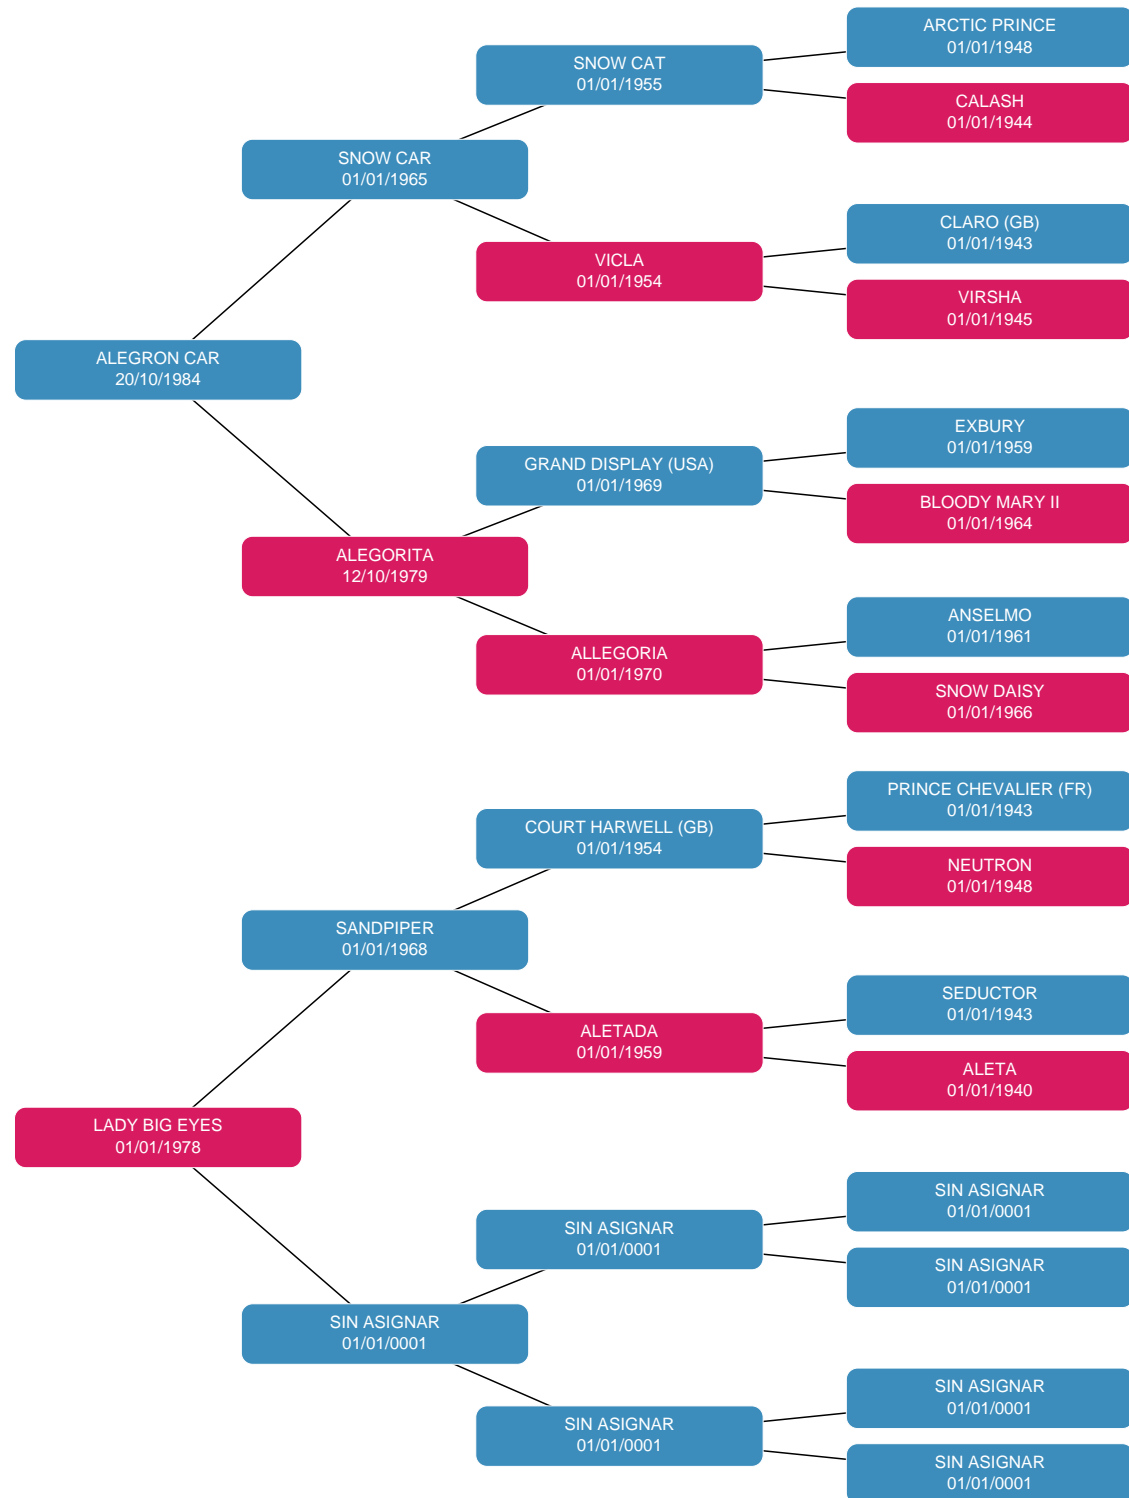 ARCTIC PRINCE
01/01/1948
SNOW CAT
01/01/1955
CALASH
01/01/1944
SNOW CAR
01/01/1965
CLARO (GB)
01/01/1943
VICLA
01/01/1954
VIRSHA
01/01/1945
ALEGRON CAR
20/10/1984
EXBURY
01/01/1959
GRAND DISPLAY (USA)
01/01/1969
BLOODY MARY II
01/01/1964
ALEGORITA
12/10/1979
ANSELMO
01/01/1961
ALLEGORIA
01/01/1970
SNOW DAISY
01/01/1966
PRINCE CHEVALIER (FR)
01/01/1943
COURT HARWELL (GB)
01/01/1954
NEUTRON
01/01/1948
SANDPIPER
01/01/1968
SEDUCTOR
01/01/1943
ALETADA
01/01/1959
ALETA
01/01/1940
LADY BIG EYES
01/01/1978
SIN ASIGNAR
01/01/0001
SIN ASIGNAR
01/01/0001
SIN ASIGNAR
01/01/0001
SIN ASIGNAR
01/01/0001
SIN ASIGNAR
01/01/0001
SIN ASIGNAR
01/01/0001
SIN ASIGNAR
01/01/0001